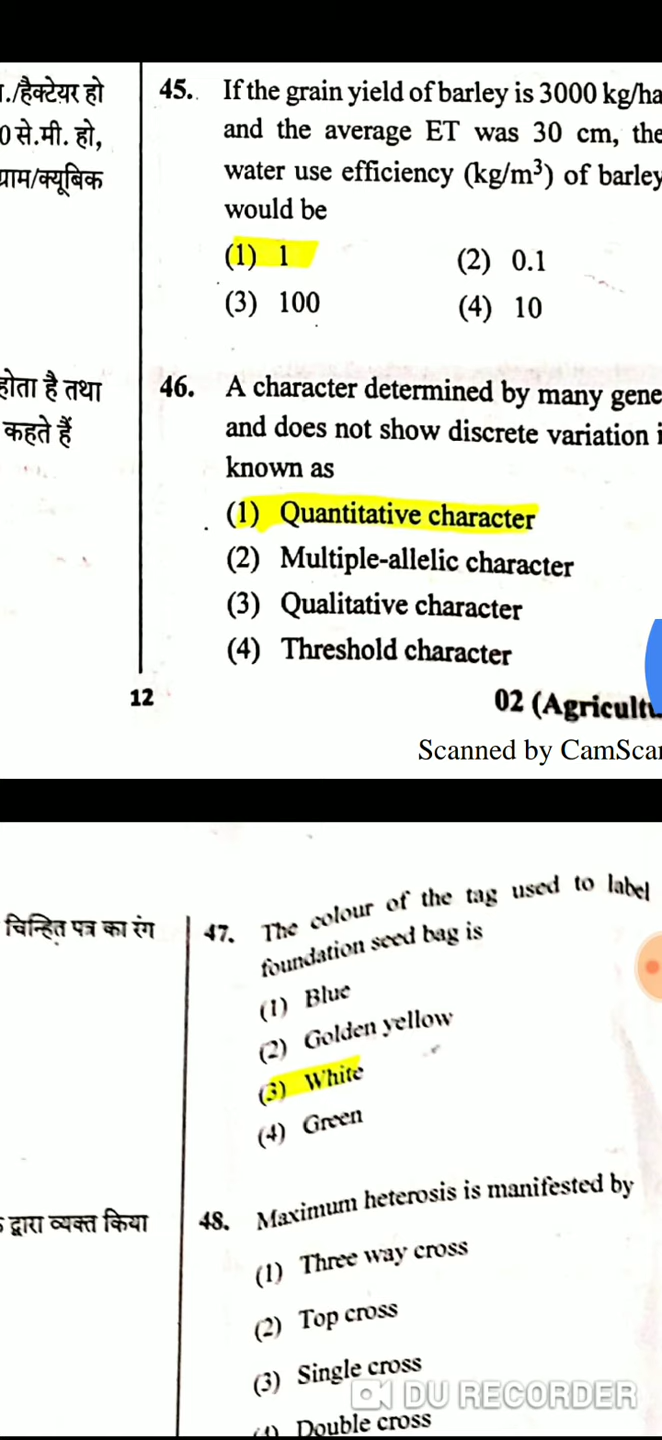 .../हैक्टेयर हो
0 से.मी. हो,
ग्राम/क्यूबिक
45. If the grain yield of barley is 3000 kg/ha
and the average ET was 30 cm, the
water use efficiency (kg/m³) of barley
would be
(1) 1 (2) 0.1
(3) 100 (4) 10
होता है तथा
कहते हैं
46. A character determined by many gene
and does not show discrete variation i
known as
(1) Quantitative character
(2) Multiple-allelic character
(3) Qualitative character
(4) Threshold character
12
02 (Agricultu
Scanned by CamScan
चिन्हित पत्र का रंग
47. The colour of the tag used to label
foundation seed bag is
(1) Blue
(2) Golden yellow
(3) White
(4) Green
द्वारा व्यक्त किया
48. Maximum heterosis is manifested by
(1) Three way cross
(2) Top cross
(3) Single cross
DU RECORDER
(4) Double cross